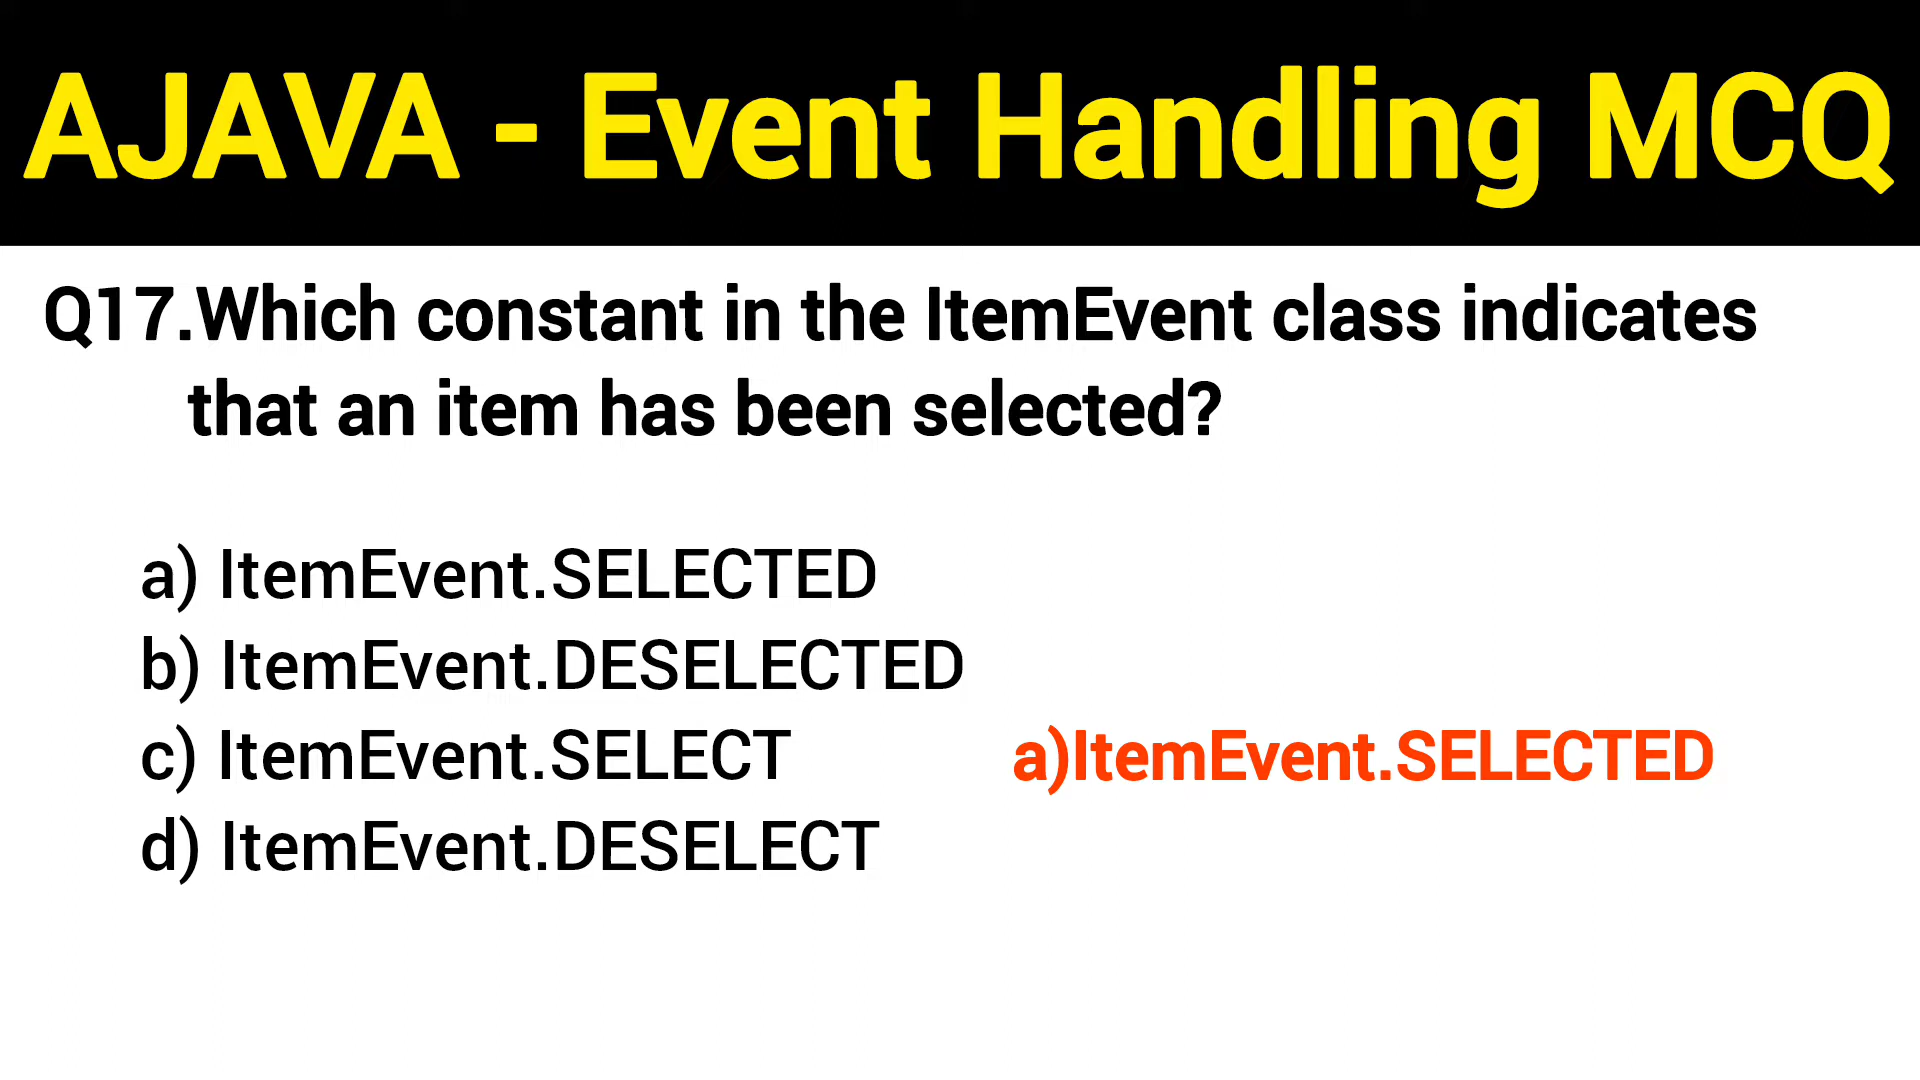 AJAVA - Event Handling MCQ
Q17.Which constant in the ItemEvent class indicates
that an item has been selected?
a) ItemEvent.SELECTED
b) ItemEvent.DESELECTED
c) ItemEvent.SELECT
d) ItemEvent.DESELECT
a)ItemEvent.SELECTED